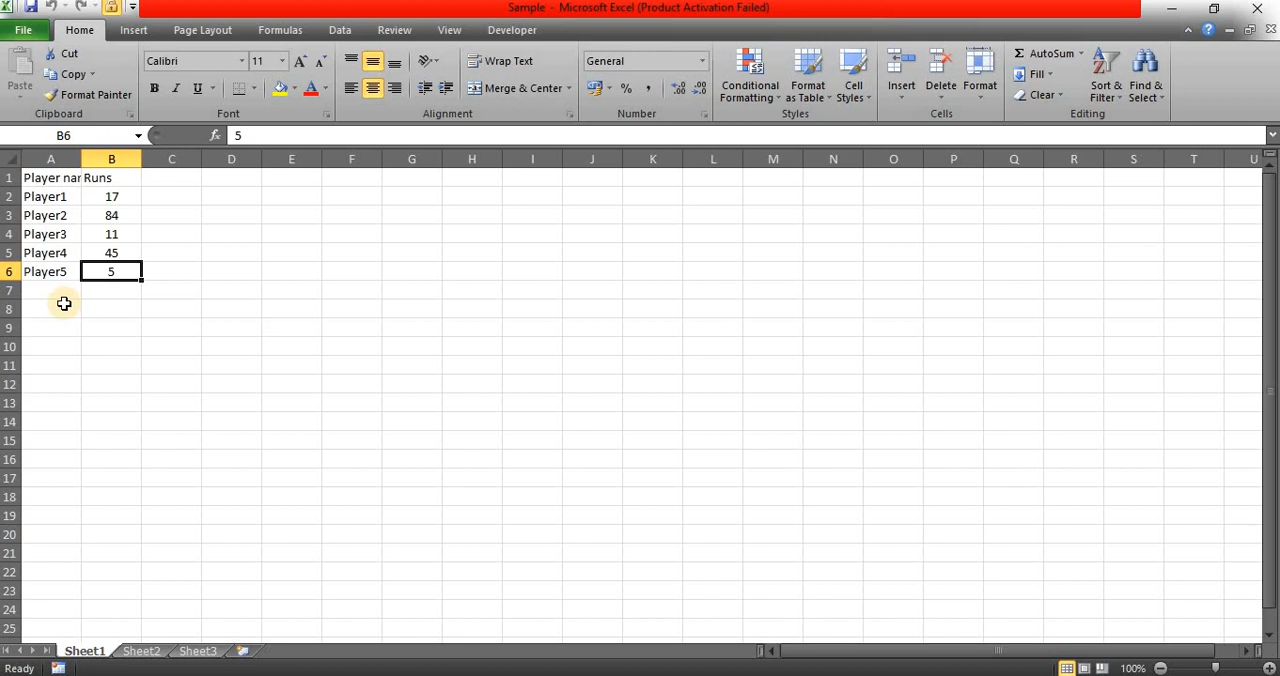 Sample - Microsoft Excel (Product Activation Failed)
File Home Insert Page Layout Formulas Data Review View Developer
Paste
Cut
Copy
Format Painter
Clipboard
Calibri 11
A A
B I U A
Font
Wrap Text
Merge & Center
Alignment
General
% , .0 .00 .00 .0
Number
Conditional Formatting
Format as Table
Cell Styles
Styles
Insert Delete Format
Cells
Σ AutoSum
Fill
Clear
Sort & Filter
Find & Select
Editing
B6 fx 5
A B C D E F G H I J K L M N O P Q R S T U
1 Player nar Runs
2 Player1 17
3 Player2 84
4 Player3 11
5 Player4 45
6 Player5 5
7
8
9
10
11
12
13
14
15
16
17
18
19
20
21
22
23
24
25
Sheet1 Sheet2 Sheet3
Ready 100%